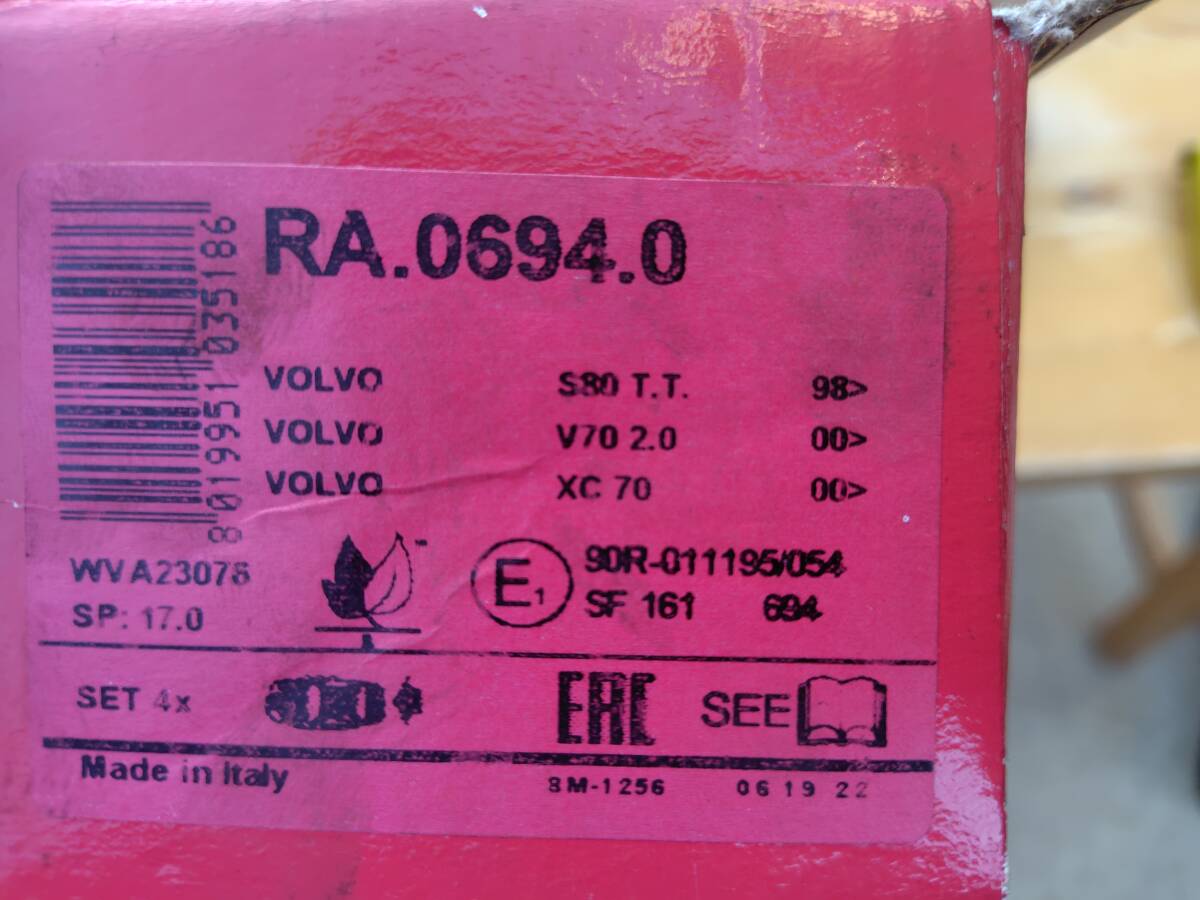 RA.0694.0
8 019951 035186
VOLVO S80 T.T. 98>
VOLVO V70 2.0 00>
VOLVO XC 70 00>
WVA23076
SP: 17.0
E1
90R-011195/054
SF 161 694
SET 4x
EAC
SEE
Made in Italy
8M-1256 06 19 22